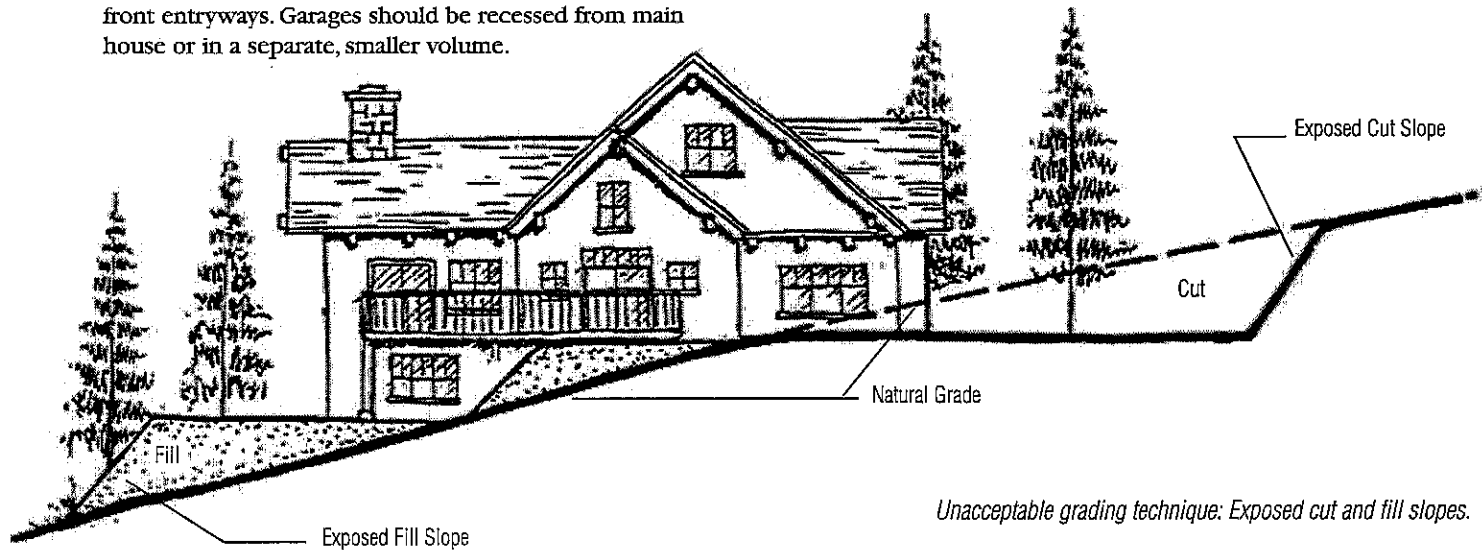 front entryways. Garages should be recessed from main
house or in a separate, smaller volume.
Exposed Cut Slope
Cut
Natural Grade
Fill
Unacceptable grading technique: Exposed cut and fill slopes.
Exposed Fill Slope